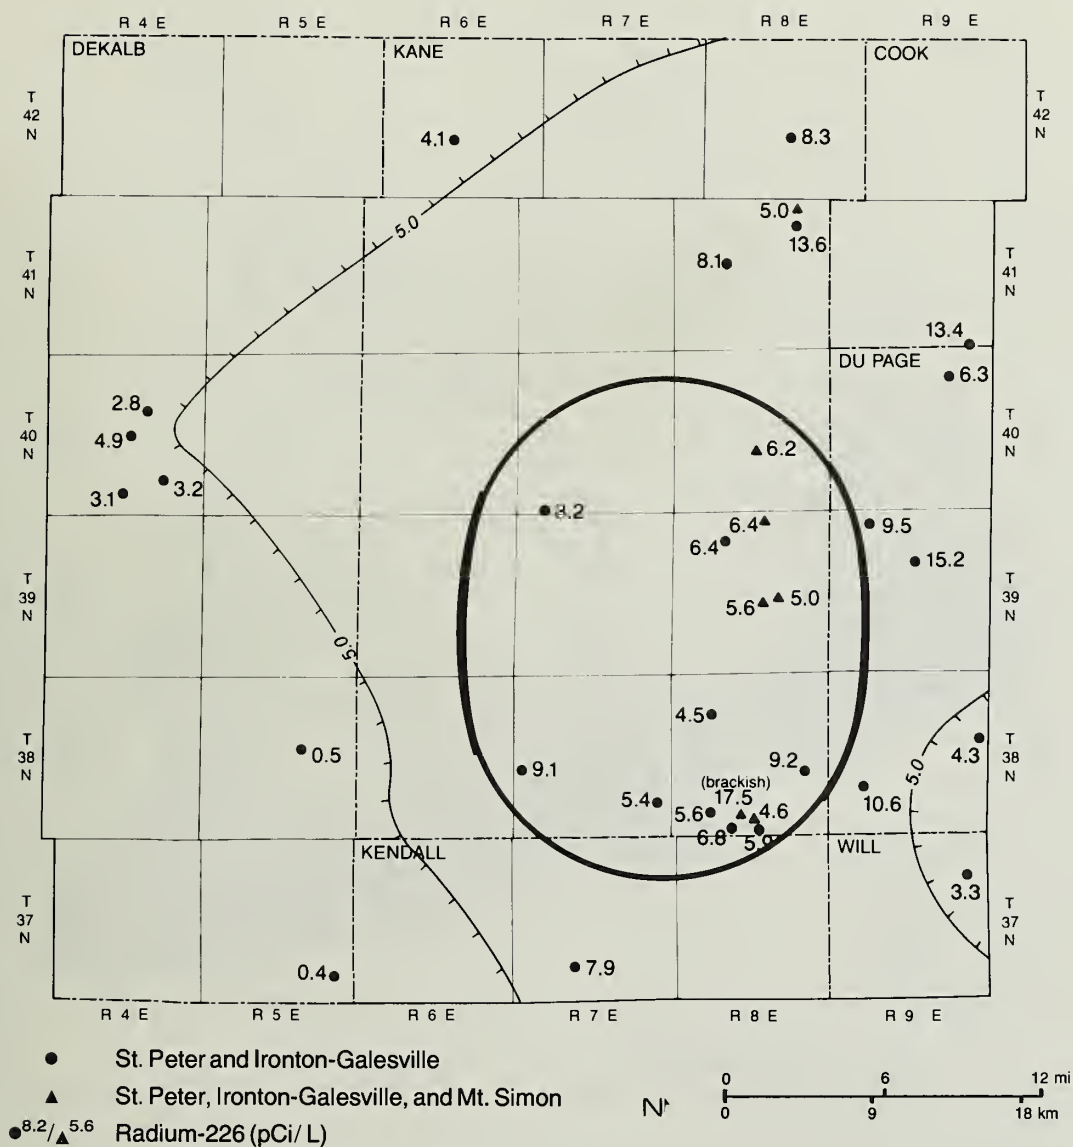 R 4 E R 5 E R 6 E R 7 E R 8 E R 9 E
DEKALB KANE COOK
T 42 N
T 42 N
4.1 8.3
5.0
5.0
13.6
8.1
T 41 N
T 41 N
13.4
DU PAGE
6.3
2.8
4.9
3.1 3.2
T 40 N
T 40 N
6.2
8.2
6.4
6.4
9.5
15.2
T 39 N
T 39 N
5.6 5.0
5.0
4.5
0.5
9.1
9.2
4.3
5.0
T 38 N
T 38 N
(brackish)
17.5
5.4 5.6 4.6
10.6
6.8 5.9
KENDALL WILL
3.3
T 37 N
T 37 N
0.4 7.9
R 4 E R 5 E R 6 E R 7 E R 8 E R 9 E
St. Peter and Ironton-Galesville
St. Peter, Ironton-Galesville, and Mt. Simon
8.2/ 5.6 Radium-226 (pCi/L)
N
0 6 12 mi
0 9 18 km